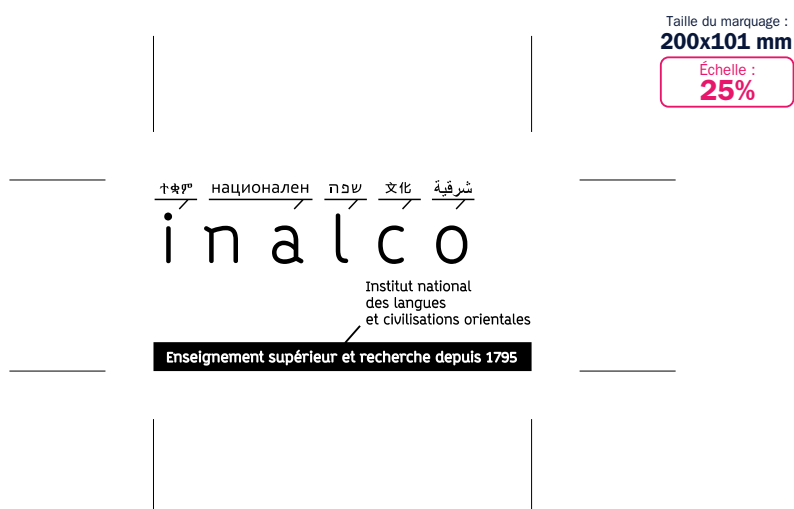 Taille du marquage :
200x101 mm
Échelle :
25%
ተቋም национален שפה 文化 شرقية
inalco
Institut national
des langues
et civilisations orientales
Enseignement supérieur et recherche depuis 1795